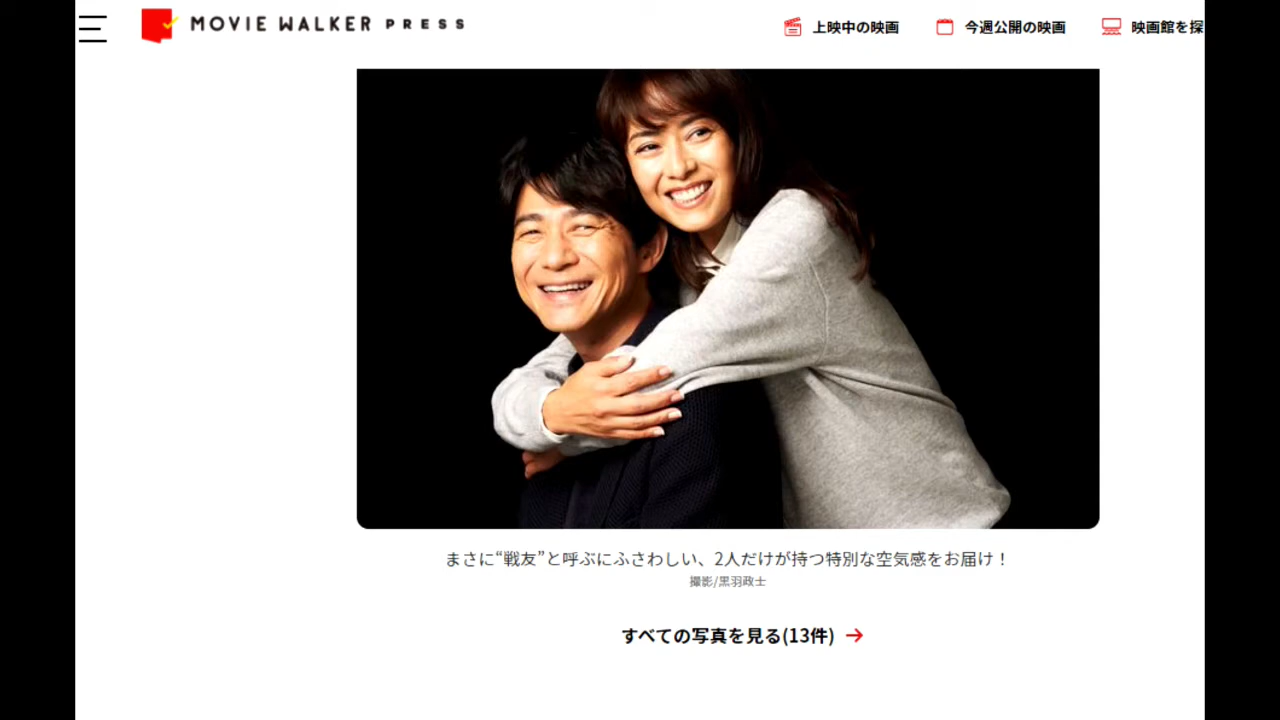 MOVIE WALKER PRESS
上映中の映画
今週公開の映画
映画館を探
まさに“戦友”と呼ぶにふさわしい、2人だけが持つ特別な空気感をお届け！
撮影/黒羽政士
すべての写真を見る(13件)